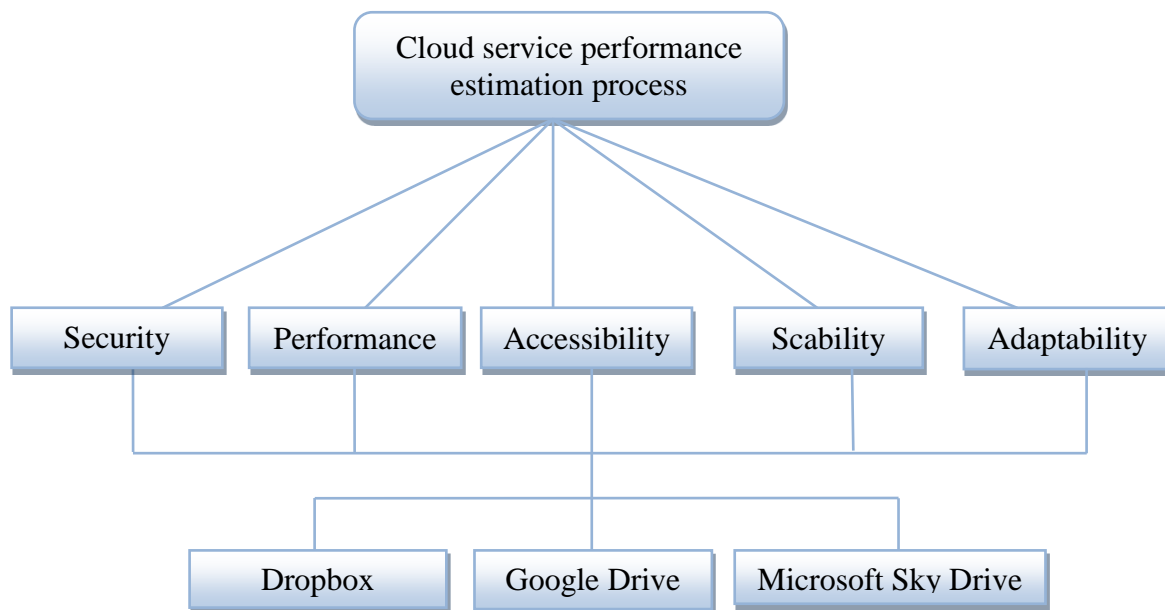 Cloud service performance
estimation process
Security
Performance
Accessibility
Scability
Adaptability
Dropbox
Google Drive
Microsoft Sky Drive